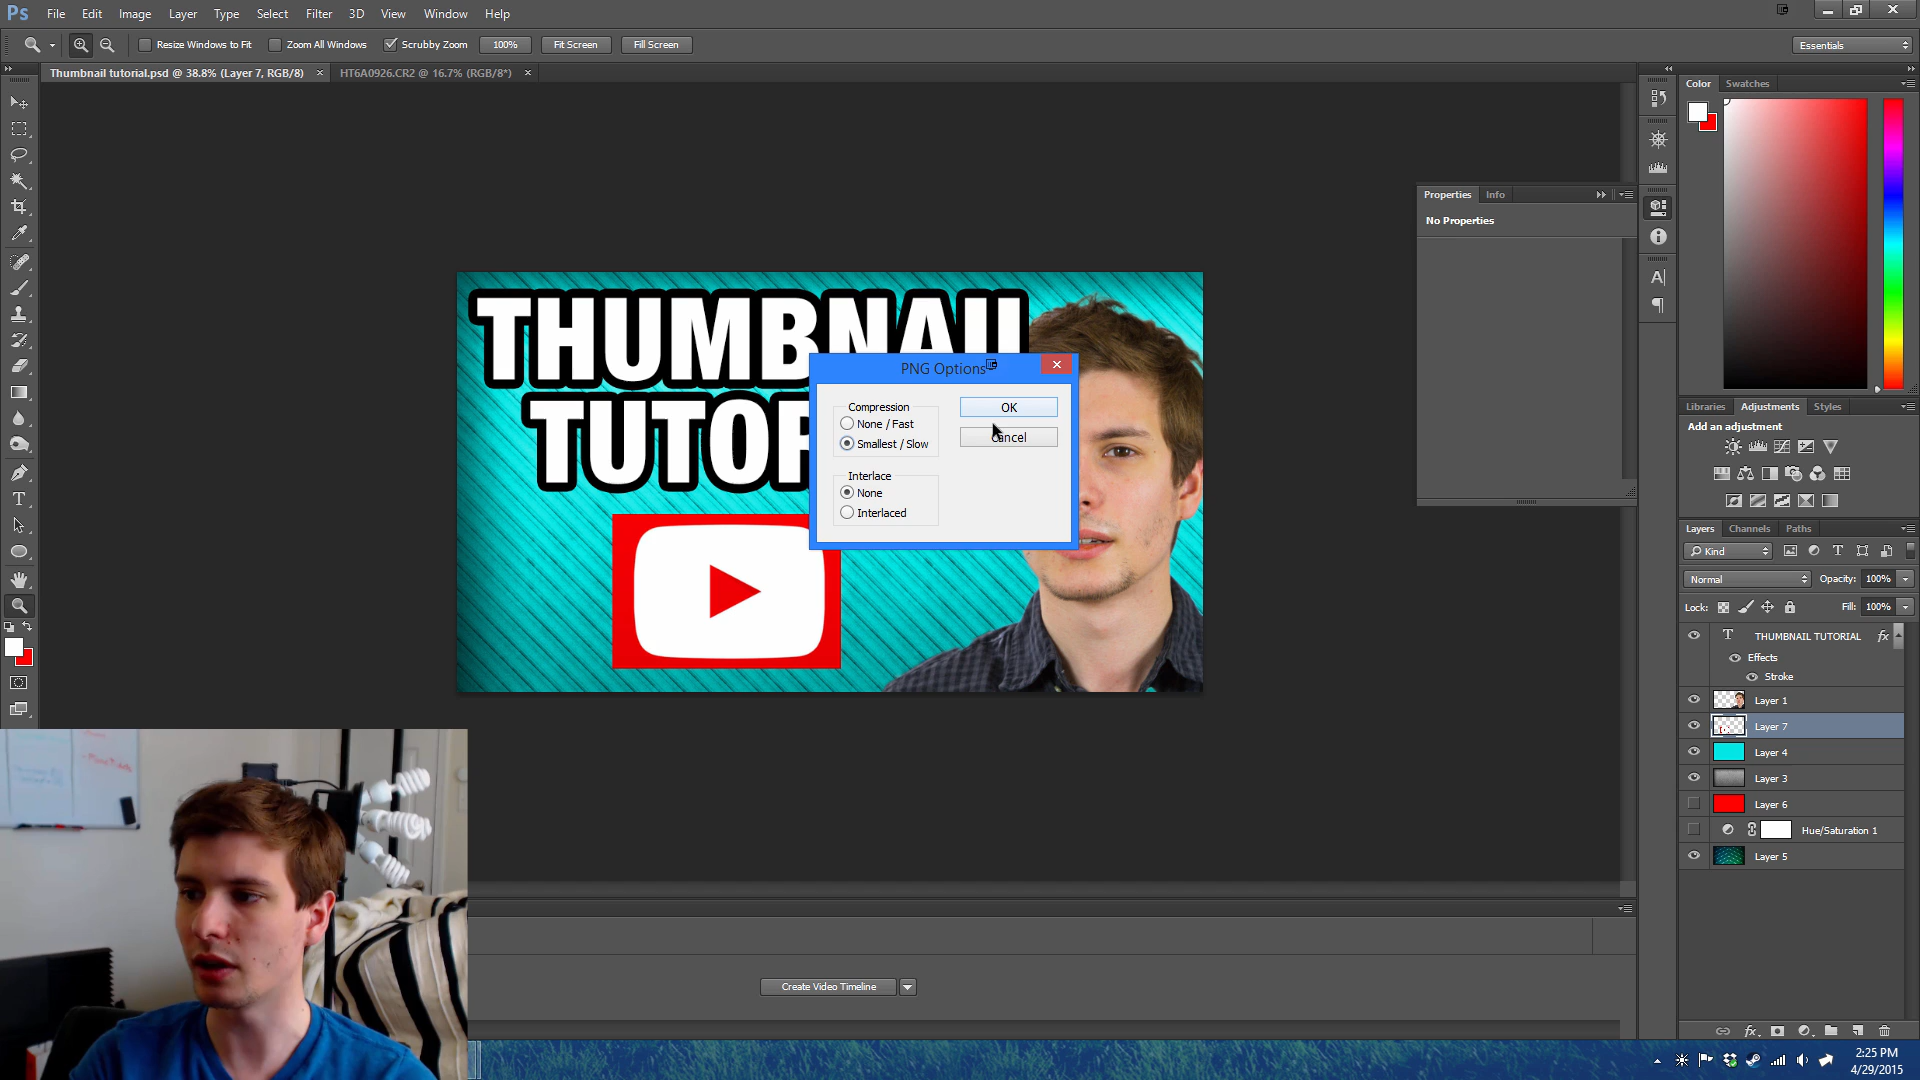 Ps File Edit Image Layer Type Select Filter 3D View Window Help
Resize Windows to Fit Zoom All Windows Scrubby Zoom 100% Fit Screen Fill Screen Essentials
Thumbnail tutorial.psd @ 38.8% (Layer 7, RGB/8) × HT6A0926.CR2 @ 16.7% (RGB/8*) ×
Color Swatches
Properties Info
No Properties
THUMBNAIL
TUTOR
PNG Options
Compression
None / Fast
Smallest / Slow
Interlace
None
Interlaced
OK
Cancel
Libraries Adjustments Styles
Add an adjustment
Layers Channels Paths
Kind
Normal Opacity: 100%
Lock: Fill: 100%
T THUMBNAIL TUTORIAL fx
Effects
Stroke
Layer 1
Layer 7
Layer 4
Layer 3
Layer 6
Hue/Saturation 1
Layer 5
Create Video Timeline
2:25 PM
4/29/2015